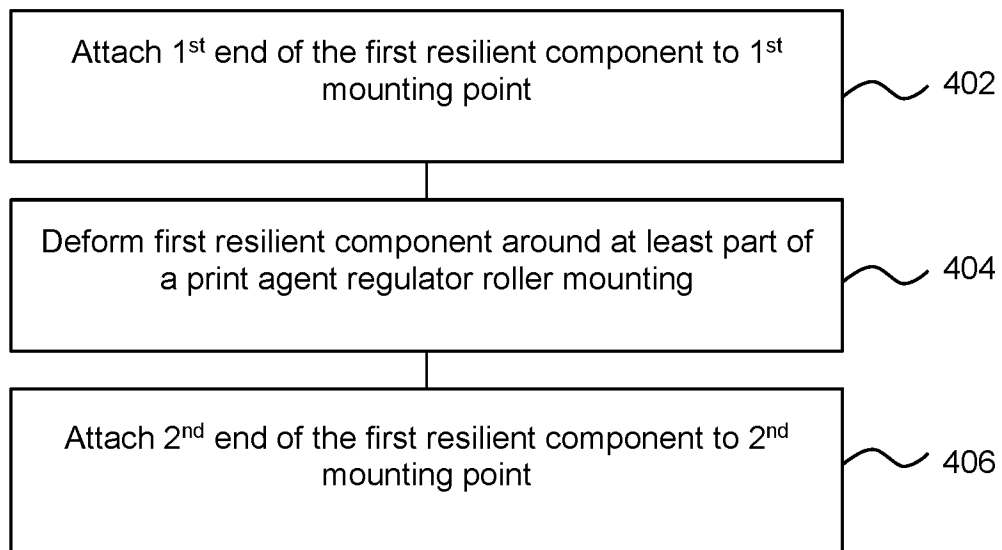 Attach 1st end of the first resilient component to 1st
mounting point
402
Deform first resilient component around at least part of
a print agent regulator roller mounting
404
Attach 2nd end of the first resilient component to 2nd
mounting point
406